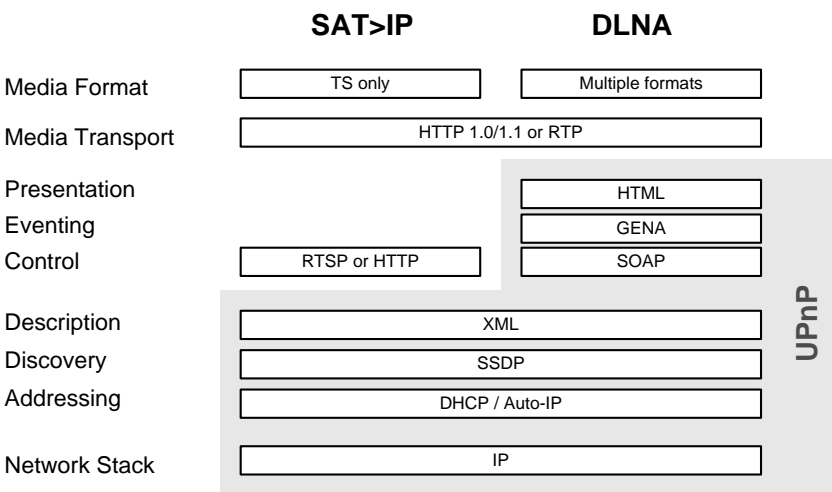 SAT>IP DLNA
Media Format TS only Multiple formats
Media Transport HTTP 1.0/1.1 or RTP
Presentation HTML
Eventing GENA
Control RTSP or HTTP SOAP
Description XML
Discovery SSDP
Addressing DHCP / Auto-IP
Network Stack IP
UPnP